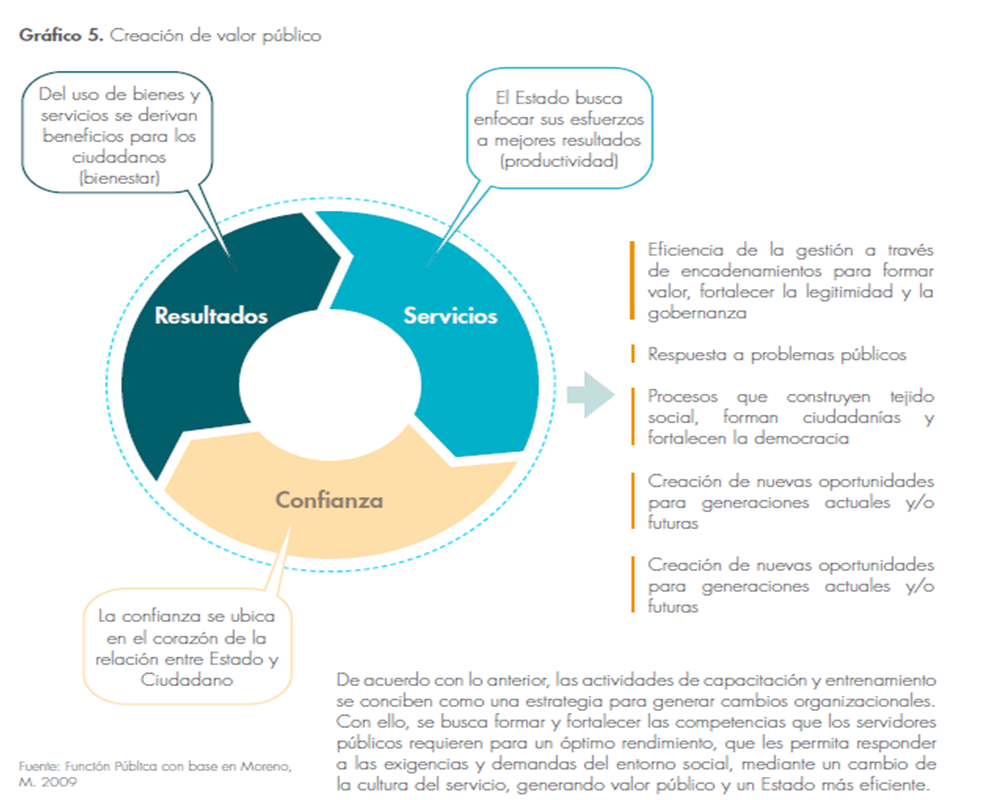 Gráfico 5. Creación de valor público
Del uso de bienes y
servicios se derivan
beneficios para los
ciudadanos
(bienestar)
El Estado busca
enfocar sus esfuerzos
a mejores resultados
(productividad)
Resultados
Servicios
Confianza
La confianza se ubica
en el corazón de la
relación entre Estado y
Ciudadano
Eficiencia de la gestión a través
de encadenamientos para formar
valor, fortalecer la legitimidad y la
gobernanza
Respuesta a problemas públicos
Procesos que construyen tejido
social, forman ciudadanías y
fortalecen la democracia
Creación de nuevas oportunidades
para generaciones actuales y/o
futuras
Creación de nuevas oportunidades
para generaciones actuales y/o
futuras
De acuerdo con lo anterior, las actividades de capacitación y entrenamiento
se conciben como una estrategia para generar cambios organizacionales.
Con ello, se busca formar y fortalecer las competencias que los servidores
públicos requieren para un óptimo rendimiento, que les permita responder
a las exigencias y demandas del entorno social, mediante un cambio de
la cultura del servicio, generando valor público y un Estado más eficiente.
Fuente: Función Pública con base en Moreno,
M. 2009